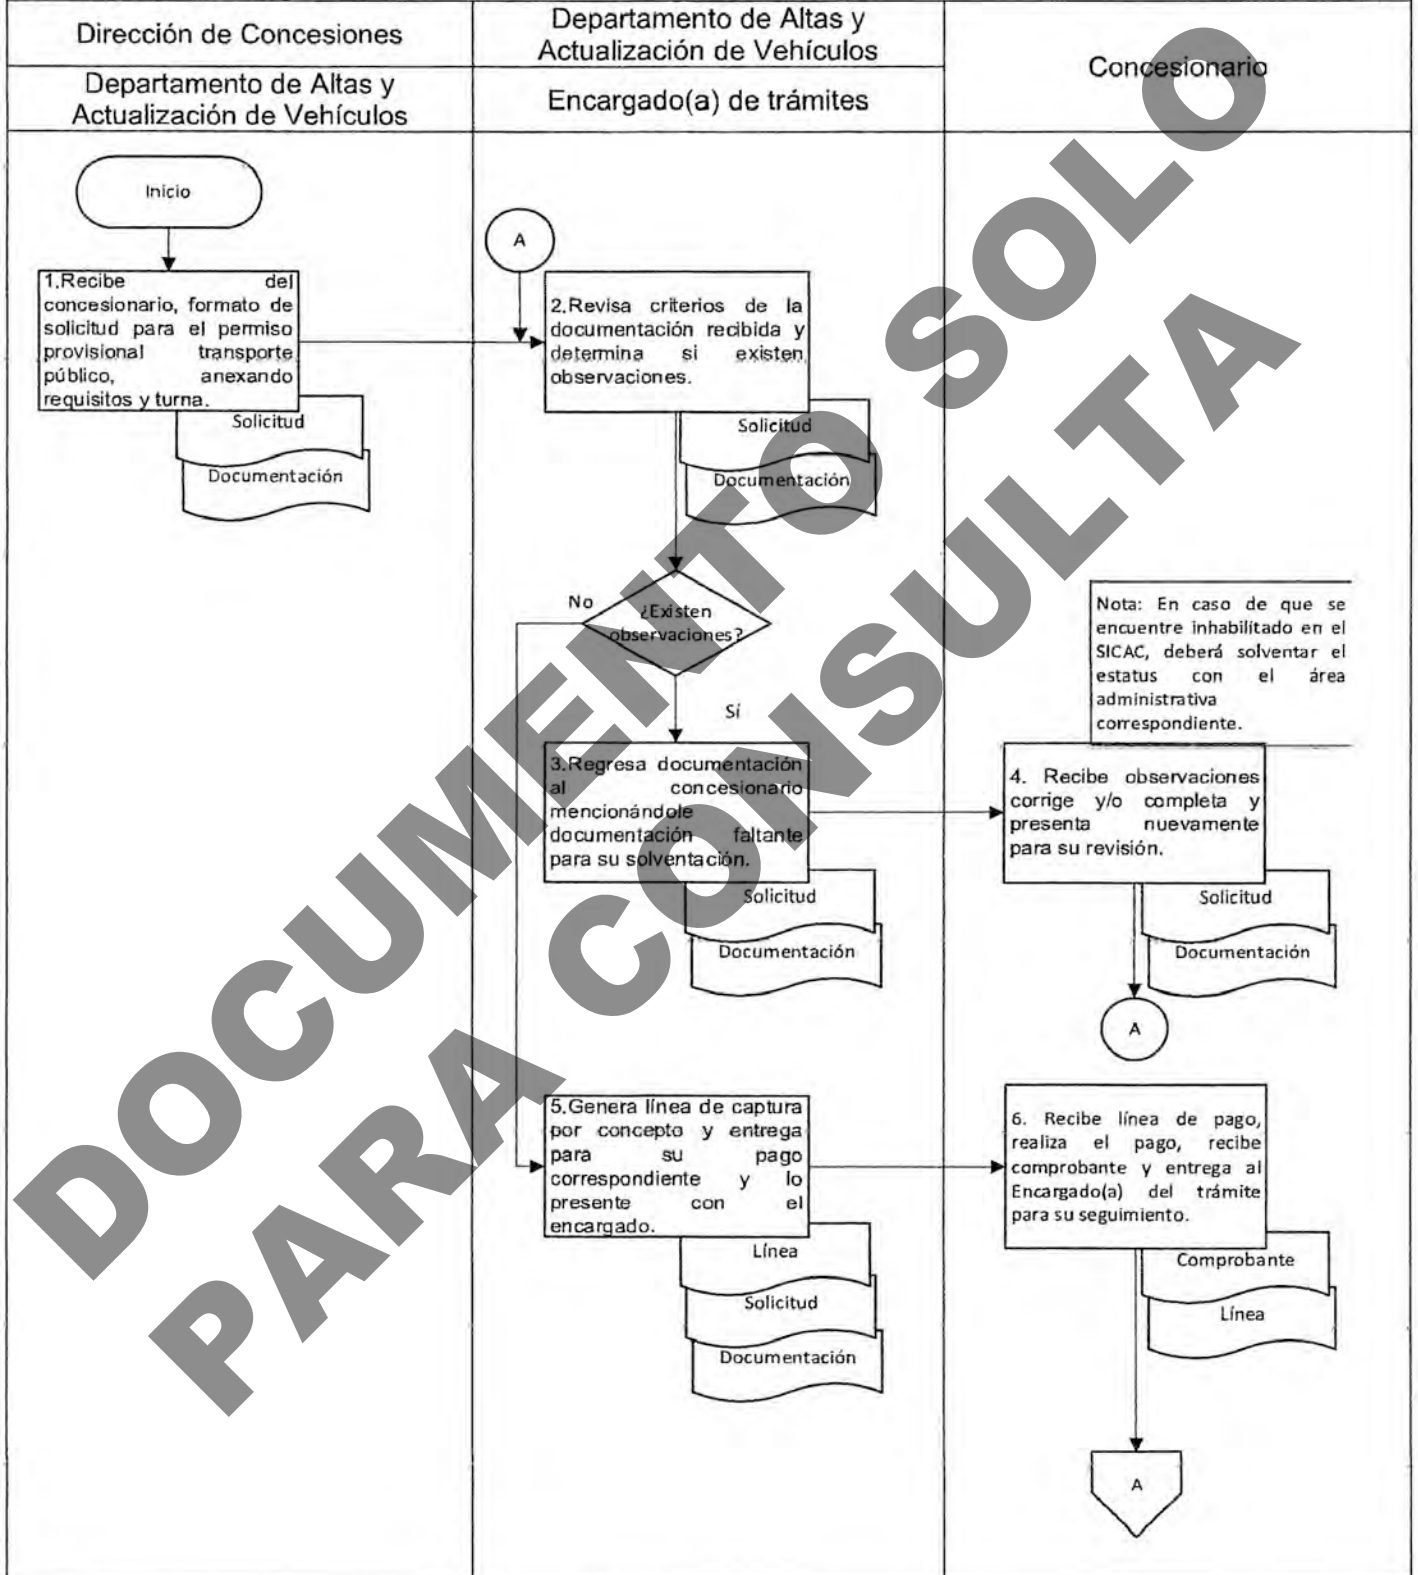 Dirección de Concesiones
Departamento de Altas y
Actualización de Vehículos
Departamento de Altas y
Actualización de Vehículos
Encargado(a) de trámites
Concesionario
Inicio
1.Recibe del
concesionario, formato de
solicitud para el permiso
provisional transporte
público, anexando
requisitos y turna.
Solicitud
Documentación
A
2.Revisa criterios de la
documentación recibida y
determina si existen
observaciones.
Solicitud
Documentación
¿Existen
observaciones?
No
Sí
3.Regresa documentación
al concesionario
mencionándole
documentación faltante
para su solventación.
Solicitud
Documentación
Nota: En caso de que se
encuentre inhabilitado en el
SICAC, deberá solventar el
estatus con el área
administrativa
correspondiente.
4. Recibe observaciones
corrige y/o completa y
presenta nuevamente
para su revisión.
Solicitud
Documentación
A
5.Genera línea de captura
por concepto y entrega
para su pago
correspondiente y lo
presente con el
encargado.
Línea
Solicitud
Documentación
6. Recibe línea de pago,
realiza el pago, recibe
comprobante y entrega al
Encargado(a) del trámite
para su seguimiento.
Comprobante
Línea
A
DOCUMENTO SOLO
PARA CONSULTA